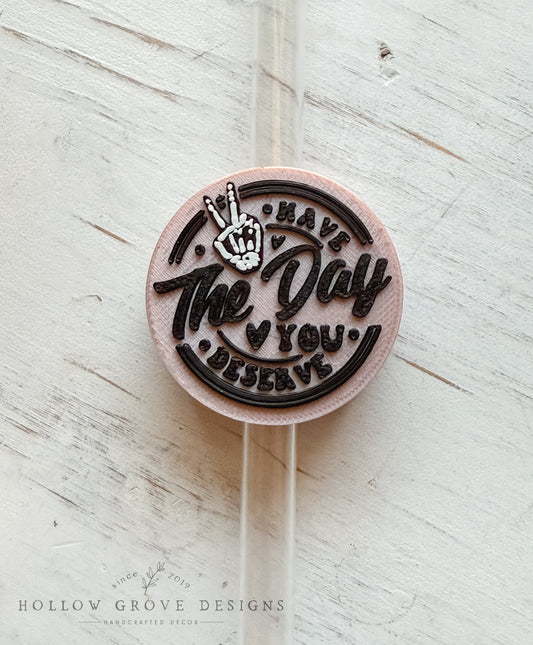 HAVE
The Day
YOU
DESERVE
since 2019
HOLLOW GROVE DESIGNS
HANDCRAFTED DECOR